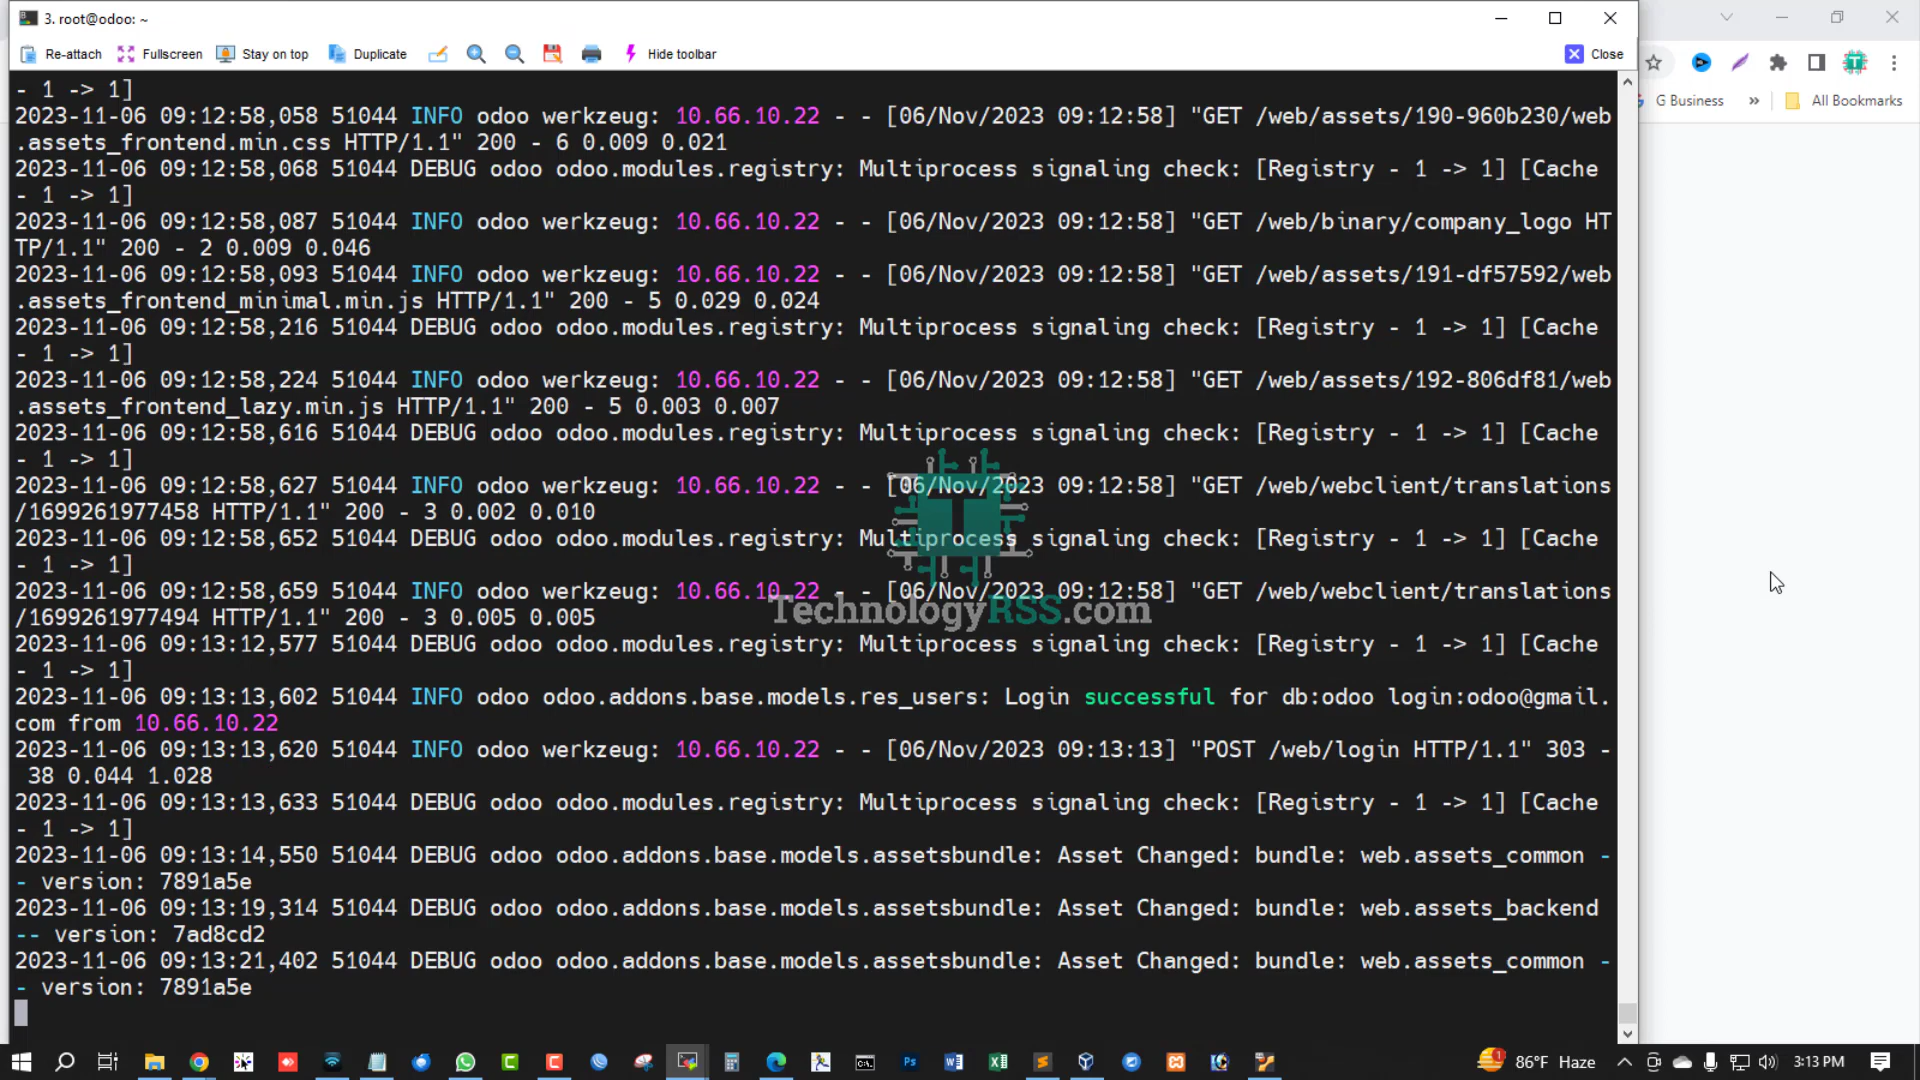 3. root@odoo: ~
Re-attach Fullscreen Stay on top Duplicate Hide toolbar Close
G Business » All Bookmarks
- 1 -> 1]
2023-11-06 09:12:58,058 51044 INFO odoo werkzeug: 10.66.10.22 - - [06/Nov/2023 09:12:58] "GET /web/assets/190-960b230/web
.assets_frontend.min.css HTTP/1.1" 200 - 6 0.009 0.021
2023-11-06 09:12:58,068 51044 DEBUG odoo odoo.modules.registry: Multiprocess signaling check: [Registry - 1 -> 1] [Cache
- 1 -> 1]
2023-11-06 09:12:58,087 51044 INFO odoo werkzeug: 10.66.10.22 - - [06/Nov/2023 09:12:58] "GET /web/binary/company_logo HT
TP/1.1" 200 - 2 0.009 0.046
2023-11-06 09:12:58,093 51044 INFO odoo werkzeug: 10.66.10.22 - - [06/Nov/2023 09:12:58] "GET /web/assets/191-df57592/web
.assets_frontend_minimal.min.js HTTP/1.1" 200 - 5 0.029 0.024
2023-11-06 09:12:58,216 51044 DEBUG odoo odoo.modules.registry: Multiprocess signaling check: [Registry - 1 -> 1] [Cache
- 1 -> 1]
2023-11-06 09:12:58,224 51044 INFO odoo werkzeug: 10.66.10.22 - - [06/Nov/2023 09:12:58] "GET /web/assets/192-806df81/web
.assets_frontend_lazy.min.js HTTP/1.1" 200 - 5 0.003 0.007
2023-11-06 09:12:58,616 51044 DEBUG odoo odoo.modules.registry: Multiprocess signaling check: [Registry - 1 -> 1] [Cache
- 1 -> 1]
2023-11-06 09:12:58,627 51044 INFO odoo werkzeug: 10.66.10.22 - - [06/Nov/2023 09:12:58] "GET /web/webclient/translations
/1699261977458 HTTP/1.1" 200 - 3 0.002 0.010
2023-11-06 09:12:58,652 51044 DEBUG odoo odoo.modules.registry: Multiprocess signaling check: [Registry - 1 -> 1] [Cache
- 1 -> 1]
2023-11-06 09:12:58,659 51044 INFO odoo werkzeug: 10.66.10.22 - - [06/Nov/2023 09:12:58] "GET /web/webclient/translations
/1699261977494 HTTP/1.1" 200 - 3 0.005 0.005
TechnologyRSS.com
2023-11-06 09:13:12,577 51044 DEBUG odoo odoo.modules.registry: Multiprocess signaling check: [Registry - 1 -> 1] [Cache
- 1 -> 1]
2023-11-06 09:13:13,602 51044 INFO odoo odoo.addons.base.models.res_users: Login successful for db:odoo login:odoo@gmail.
com from 10.66.10.22
2023-11-06 09:13:13,620 51044 INFO odoo werkzeug: 10.66.10.22 - - [06/Nov/2023 09:13:13] "POST /web/login HTTP/1.1" 303 -
38 0.044 1.028
2023-11-06 09:13:13,633 51044 DEBUG odoo odoo.modules.registry: Multiprocess signaling check: [Registry - 1 -> 1] [Cache
- 1 -> 1]
2023-11-06 09:13:14,550 51044 DEBUG odoo odoo.addons.base.models.assetsbundle: Asset Changed: bundle: web.assets_common -
- version: 7891a5e
2023-11-06 09:13:19,314 51044 DEBUG odoo odoo.addons.base.models.assetsbundle: Asset Changed: bundle: web.assets_backend
-- version: 7ad8cd2
2023-11-06 09:13:21,402 51044 DEBUG odoo odoo.addons.base.models.assetsbundle: Asset Changed: bundle: web.assets_common -
- version: 7891a5e
86°F Haze 3:13 PM